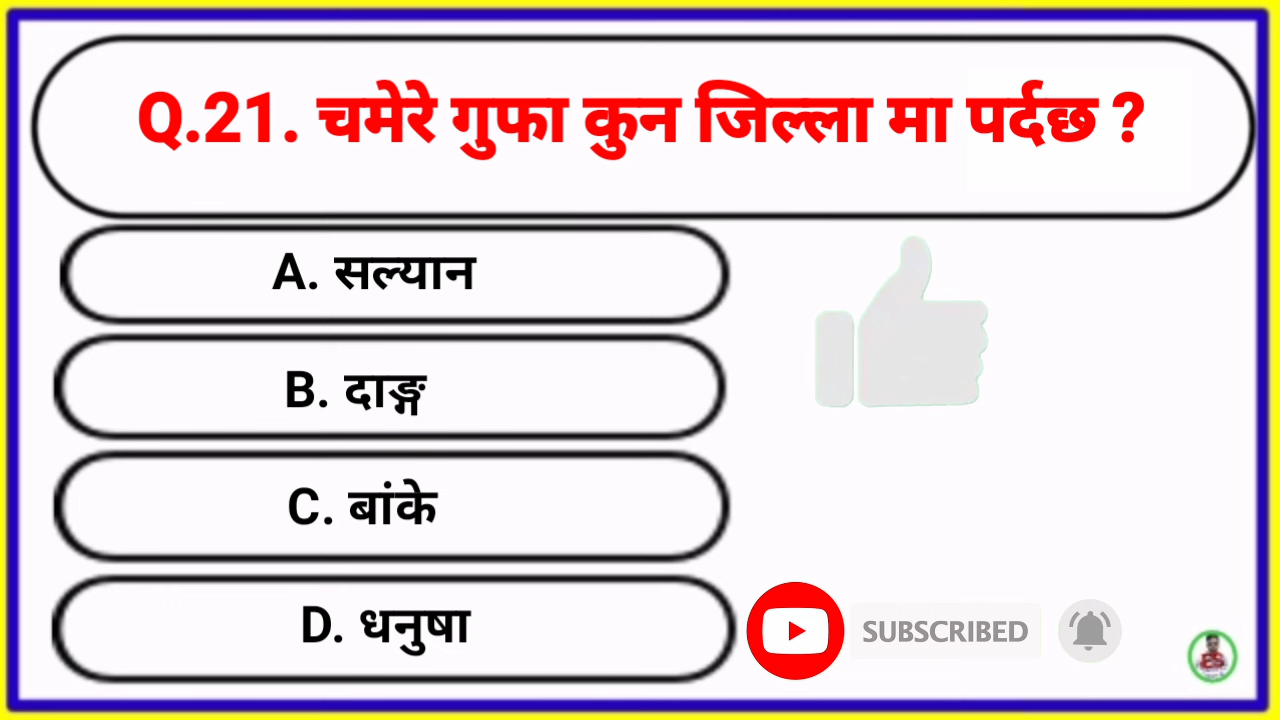 Q.21. चमेरे गुफा कुन जिल्ला मा पर्दछ ?
A. सल्यान
B. दाङ्ग
C. बांके
D. धनुषा
SUBSCRIBED